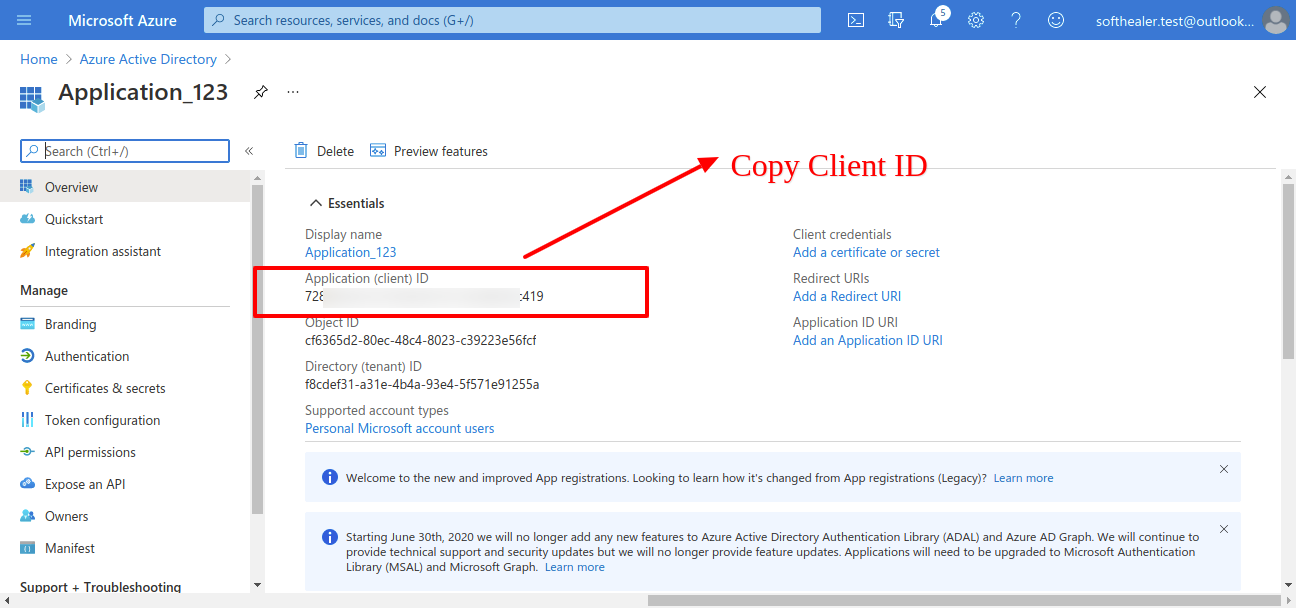 Microsoft Azure
Search resources, services, and docs (G+/)
5
softhealer.test@outlook...
Home > Azure Active Directory >
Application_123
...
Search (Ctrl+/)
«
Delete
Preview features
Copy Client ID
Overview
Quickstart
Integration assistant
Manage
Branding
Authentication
Certificates & secrets
Token configuration
API permissions
Expose an API
Owners
Manifest
Support + Troubleshooting
Essentials
Display name
Application_123
Application (client) ID
728 :419
Object ID
cf6365d2-80ec-48c4-8023-c39223e56fcf
Directory (tenant) ID
f8cdef31-a31e-4b4a-93e4-5f571e91255a
Supported account types
Personal Microsoft account users
Client credentials
Add a certificate or secret
Redirect URIs
Add a Redirect URI
Application ID URI
Add an Application ID URI
Welcome to the new and improved App registrations. Looking to learn how it's changed from App registrations (Legacy)? Learn more
Starting June 30th, 2020 we will no longer add any new features to Azure Active Directory Authentication Library (ADAL) and Azure AD Graph. We will continue to
provide technical support and security updates but we will no longer provide feature updates. Applications will need to be upgraded to Microsoft Authentication
Library (MSAL) and Microsoft Graph. Learn more